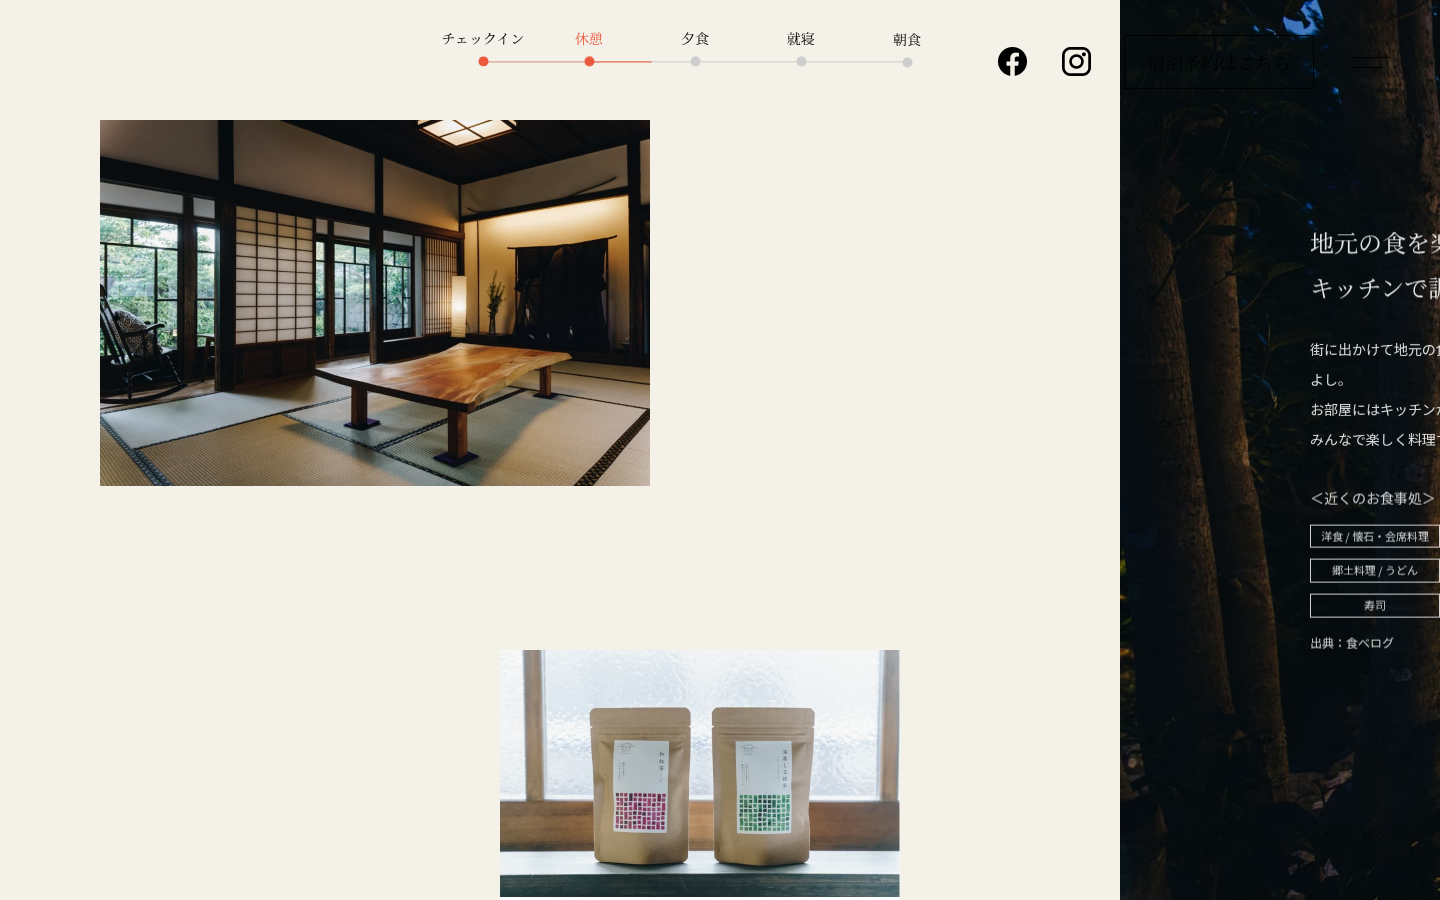 チェックイン
休憩
夕食
就寝
朝食
宿泊予約はこちら
地元の食を
キッチンで
街に出かけて地元の
よし。
お部屋にはキッチン
みんなで楽しく料理
＜近くのお食事処＞
洋食 / 懐石・会席料理
郷土料理 / うどん
寿司
出典：食べログ
和紅茶